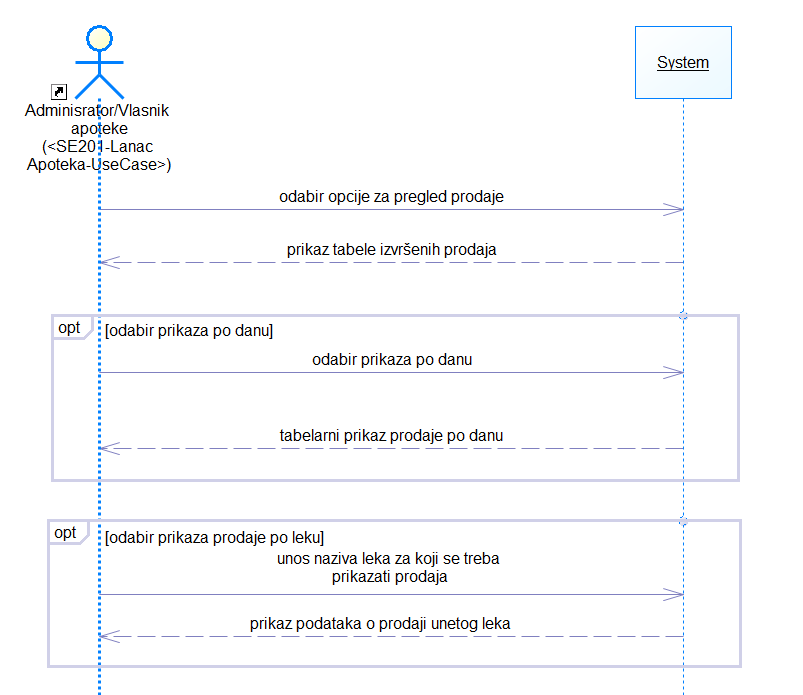 System
Adminisrator/Vlasnik
apoteke
(<SE201-Lanac
Apoteka-UseCase>)
odabir opcije za pregled prodaje
prikaz tabele izvršenih prodaja
opt
[odabir prikaza po danu]
odabir prikaza po danu
tabelarni prikaz prodaje po danu
opt
[odabir prikaza prodaje po leku]
unos naziva leka za koji se treba
prikazati prodaja
prikaz podataka o prodaji unetog leka